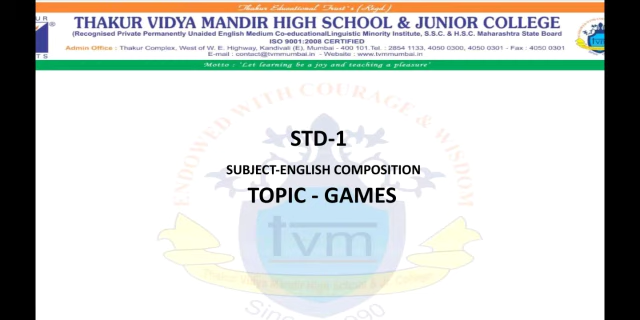 Thakur Educational Trust's (Regd.)
THAKUR VIDYA MANDIR HIGH SCHOOL & JUNIOR COLLEGE
(Recognised Private Permanently Unaided English Medium Co-educational Linguistic Minority Institute, S.S.C. & H.S.C. Maharashtra State Board
ISO 9001:2008 CERTIFIED
Admin Office : Thakur Complex, West of W. E. Highway, Kandivali (E), Mumbai - 400 101. Tel.: 2854 1133, 4050 0300, 4050 0301 - Fax : 4050 0301
E-mail : contact@tvmmumbai.in - Website : www.tvmmumbai.in
Motto : 'Let learning be a joy and teaching a pleasure'
ENDOWED WITH COURAGE & WISDOM
STD-1
SUBJECT-ENGLISH COMPOSITION
TOPIC - GAMES
tvm